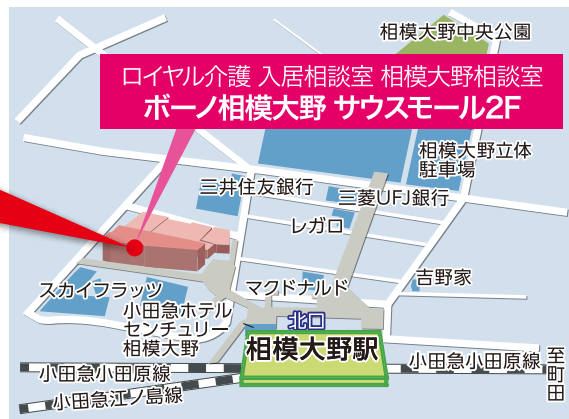 相模大野中央公園
ロイヤル介護 入居相談室 相模大野相談室
ボーノ相模大野 サウスモール2F
相模大野立体
駐車場
三井住友銀行
三菱UFJ銀行
レガロ
吉野家
スカイフラッツ
マクドナルド
小田急ホテル
センチュリー
相模大野
北口
相模大野駅
小田急小田原線
小田急小田原線
至町田
小田急江ノ島線